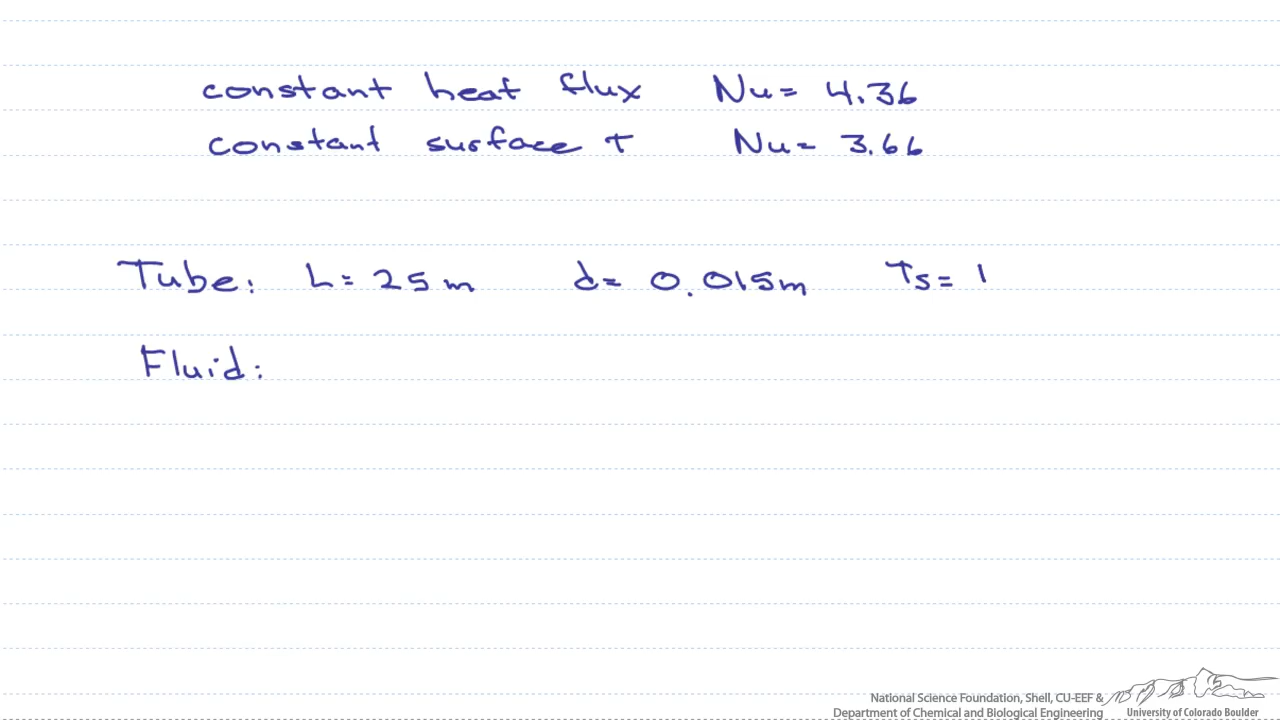 constant heat flux Nu= 4.36
constant surface T Nu= 3.66
Tube: L= 25 m d= 0.015m Ts= 1
Fluid:
National Science Foundation, Shell, CU-EEF &
Department of Chemical and Biological Engineering
University of Colorado Boulder